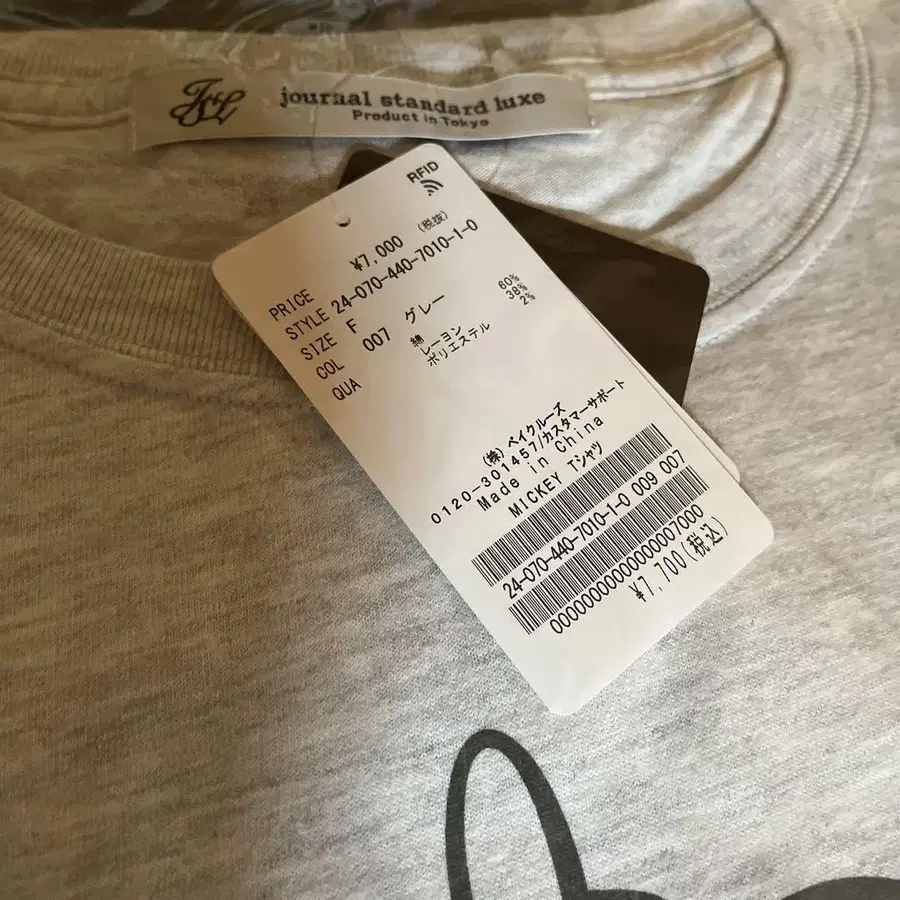 journal standard luxe
Product in Tokyo
RFID
PRICE ¥7,000 (税抜)
STYLE 24-070-440-7010-1-0
SIZE F
COL 007 グレー
QUA 綿 60%
レーヨン 38%
ポリエステル 2%
(株) ベイクルーズ
0120-301457/カスタマーサポート
Made in China
MICKEY Tシャツ
24-070-440-7010-1-0 009 007
0000000000000000007000
¥7,700(税込)